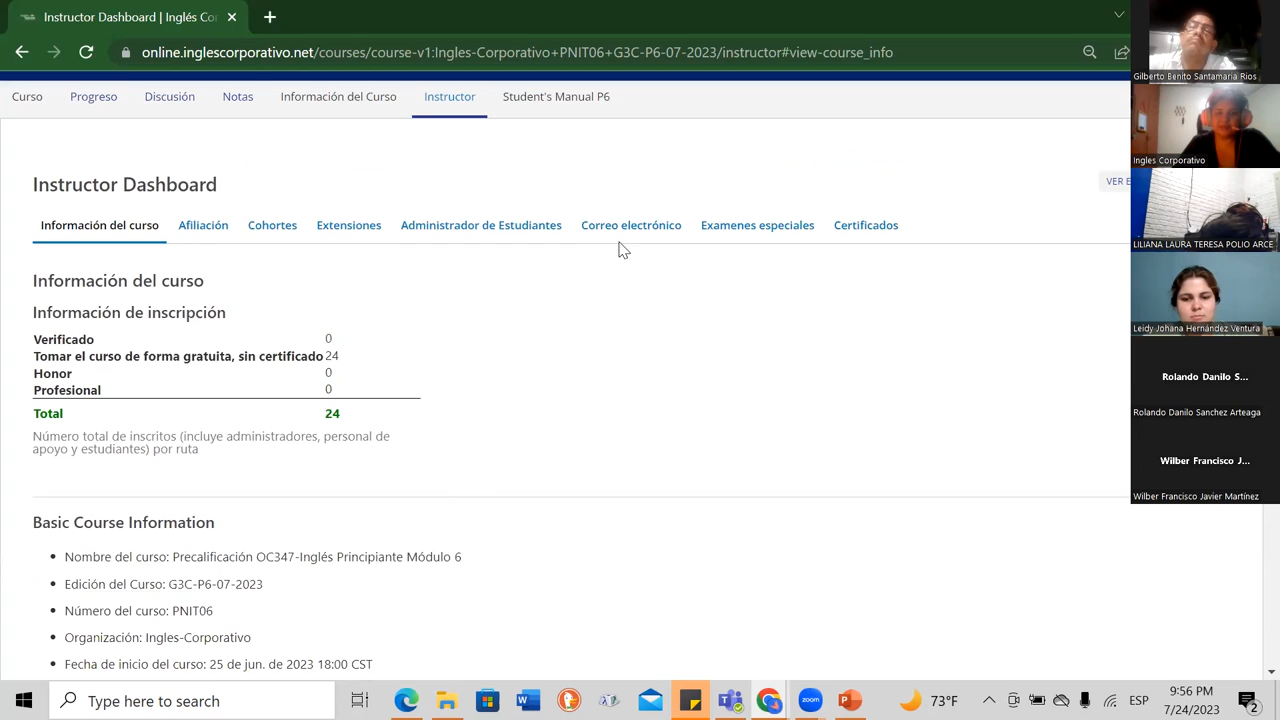 Instructor Dashboard | Inglés Co
online.inglescorporativo.net/courses/course-v1:Ingles-Corporativo+PNIT06+G3C-P6-07-2023/instructor#view-course_info
Curso Progreso Discusión Notas Información del Curso Instructor Student's Manual P6
Instructor Dashboard
VER E
Información del curso Afiliación Cohortes Extensiones Administrador de Estudiantes Correo electrónico Examenes especiales Certificados
Información del curso
Información de inscripción
Verificado 0
Tomar el curso de forma gratuita, sin certificado 24
Honor 0
Profesional 0
Total 24
Número total de inscritos (incluye administradores, personal de
apoyo y estudiantes) por ruta
Basic Course Information
Nombre del curso: Precalificación OC347-Inglés Principiante Módulo 6
Edición del Curso: G3C-P6-07-2023
Número del curso: PNIT06
Organización: Ingles-Corporativo
Fecha de inicio del curso: 25 de jun. de 2023 18:00 CST
Gilberto Benito Santamaria Rios
Ingles Corporativo
LILIANA LAURA TERESA POLIO ARCE
Leidy Johana Hernández Ventura
Rolando Danilo S...
Rolando Danilo Sanchez Arteaga
Wilber Francisco J...
Wilber Francisco Javier Martínez
Type here to search
zoom
73°F
ESP
9:56 PM
7/24/2023
2